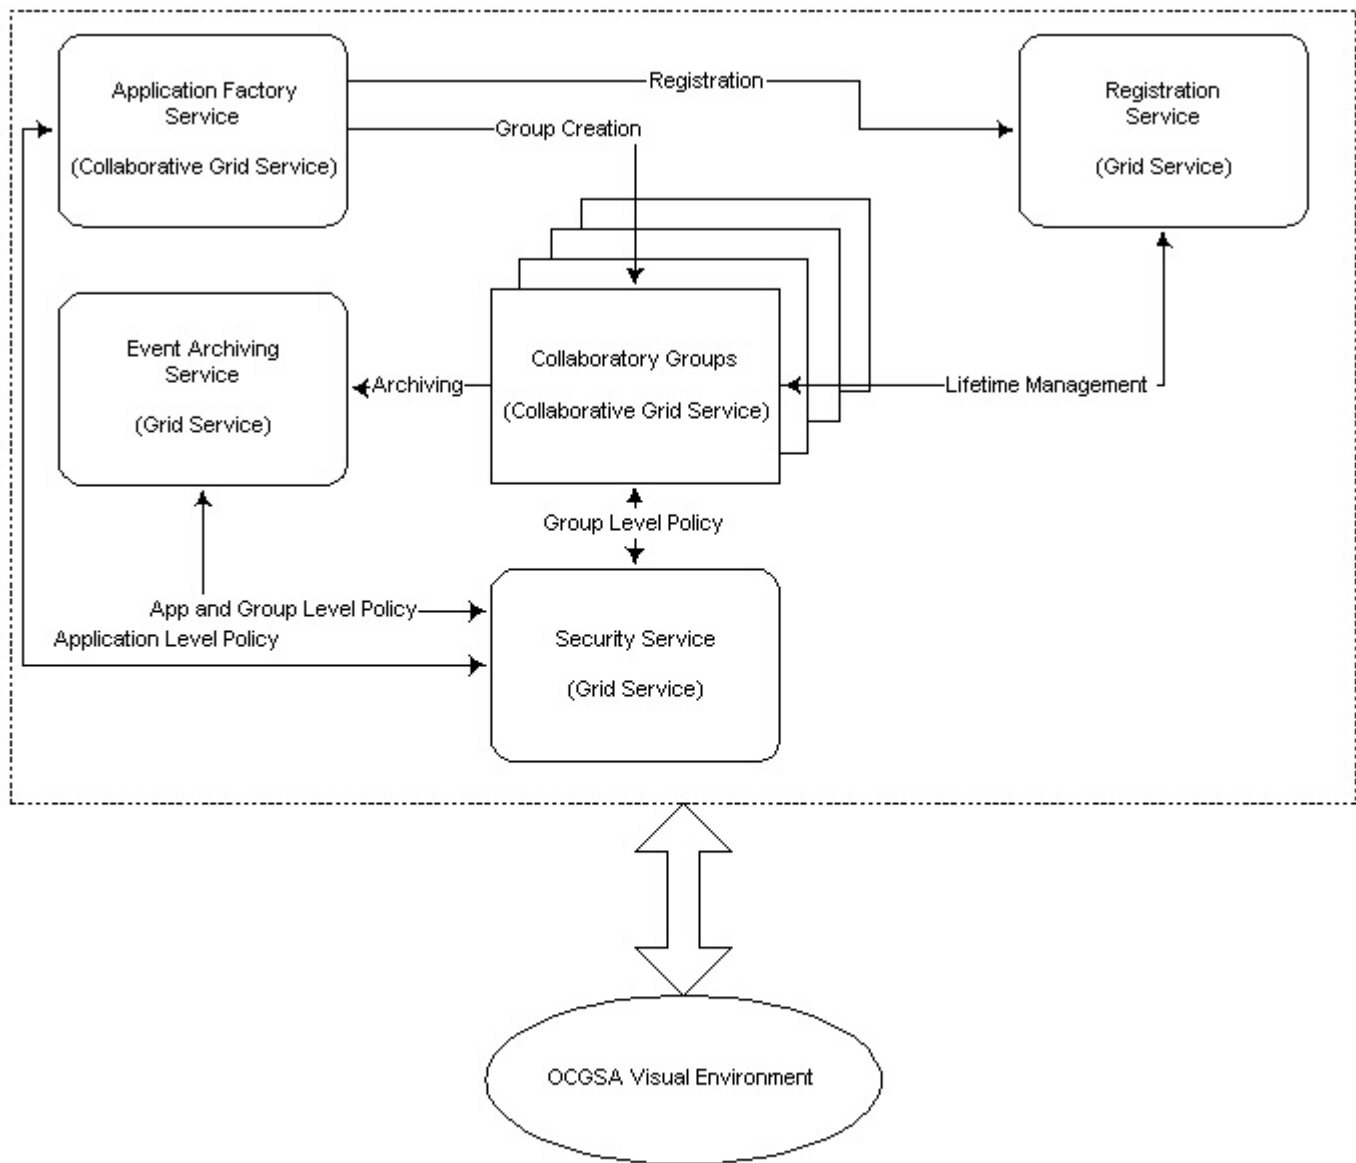 Application Factory
Service
(Collaborative Grid Service)
Registration
Group Creation
Registration
Service
(Grid Service)
Event Archiving
Service
(Grid Service)
Archiving
Collaboratory Groups
(Collaborative Grid Service)
Lifetime Management
Group Level Policy
App and Group Level Policy
Application Level Policy
Security Service
(Grid Service)
OCGSA Visual Environment